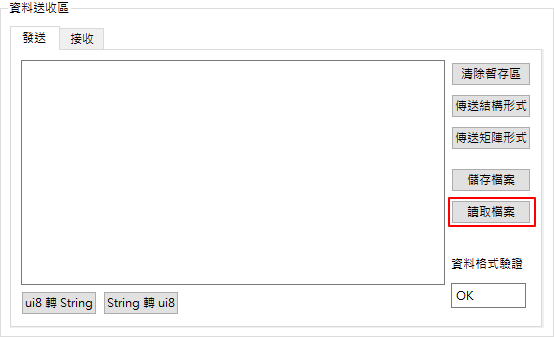 資料送收區
發送
接收
清除暫存區
傳送結構形式
傳送矩陣形式
儲存檔案
讀取檔案
資料格式驗證
OK
ui8 轉 String
String 轉 ui8